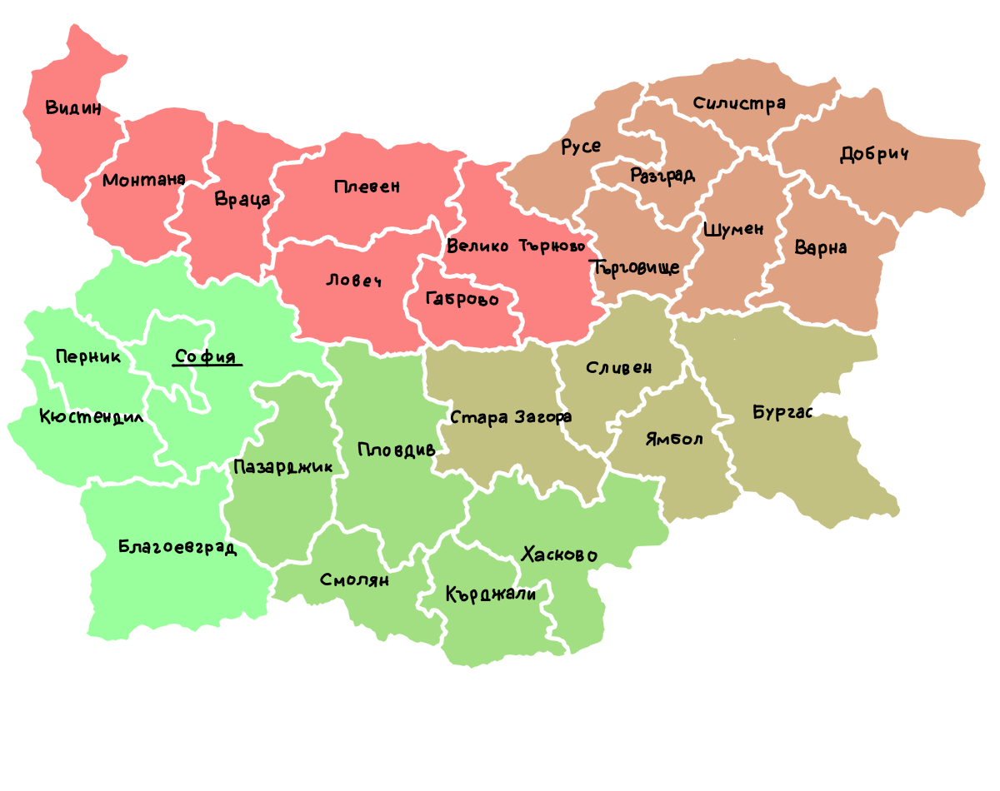 Видин
Силистра
Русе
Добрич
Разград
Монтана
Плевен
Враца
Шумен
Велико Търново
Варна
Търговище
Ловеч
Габрово
Перник
София
Сливен
Кюстендил
Стара Загора
Бургас
Ямбол
Пловдив
Пазарджик
Благоевград
Хасково
Смолян
Кърджали